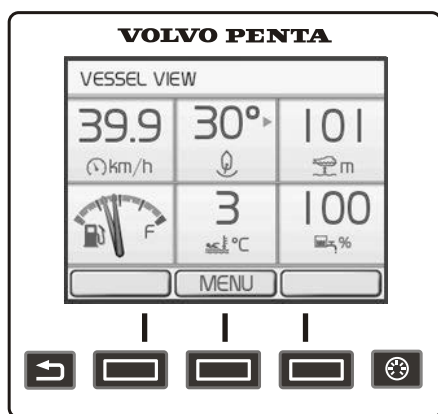 VOLVO PENTA
VESSEL VIEW
39.9 30° 101
km/h m
F 3 100
°C %
MENU